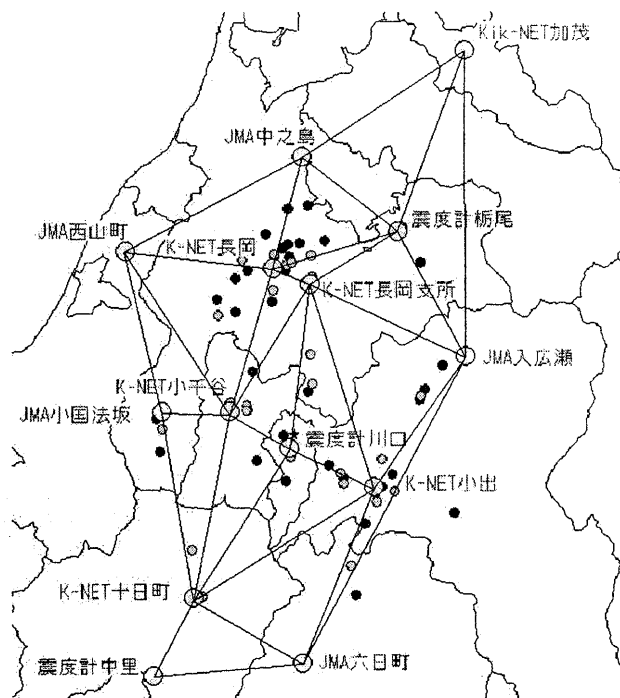 Kik-NET加茂
JMA中之島
震度計栃尾
JMA西山町
K-NET長岡
K-NET長岡支所
JMA入広瀬
K-NET小千谷
JMA小国法坂
震度計川口
K-NET小出
K-NET十日町
震度計中里
JMA六日町